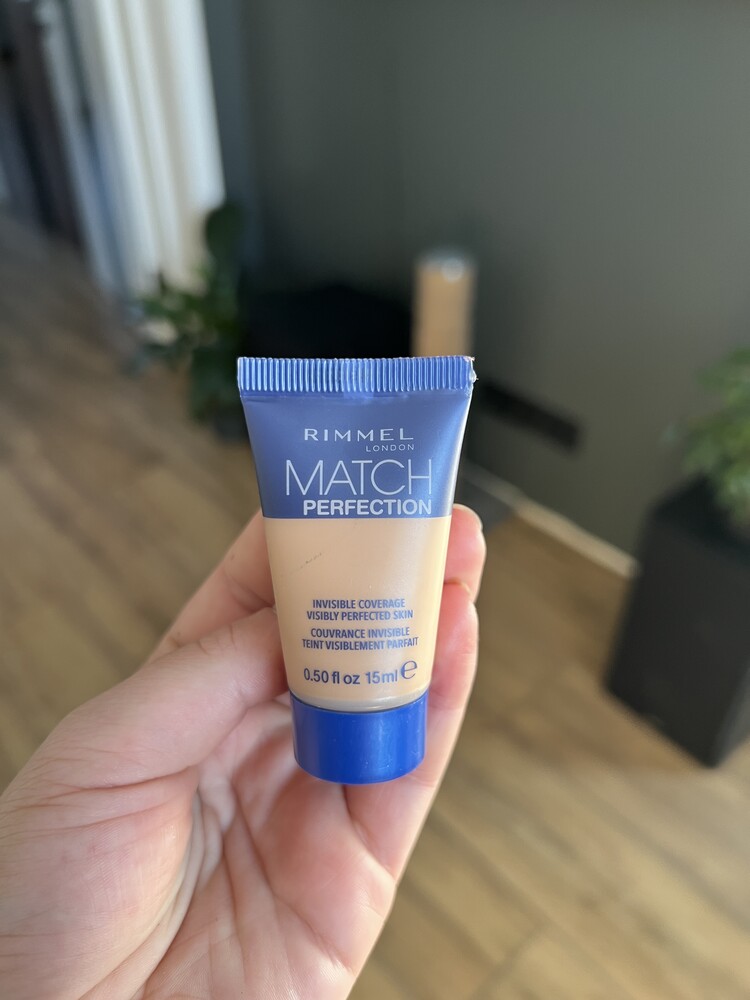 RIMMEL
LONDON
MATCH
PERFECTION
INVISIBLE COVERAGE
VISIBLY PERFECTED SKIN
COUVRANCE INVISIBLE
TEINT VISIBLEMENT PARFAIT
0.50 fl oz 15ml ℮